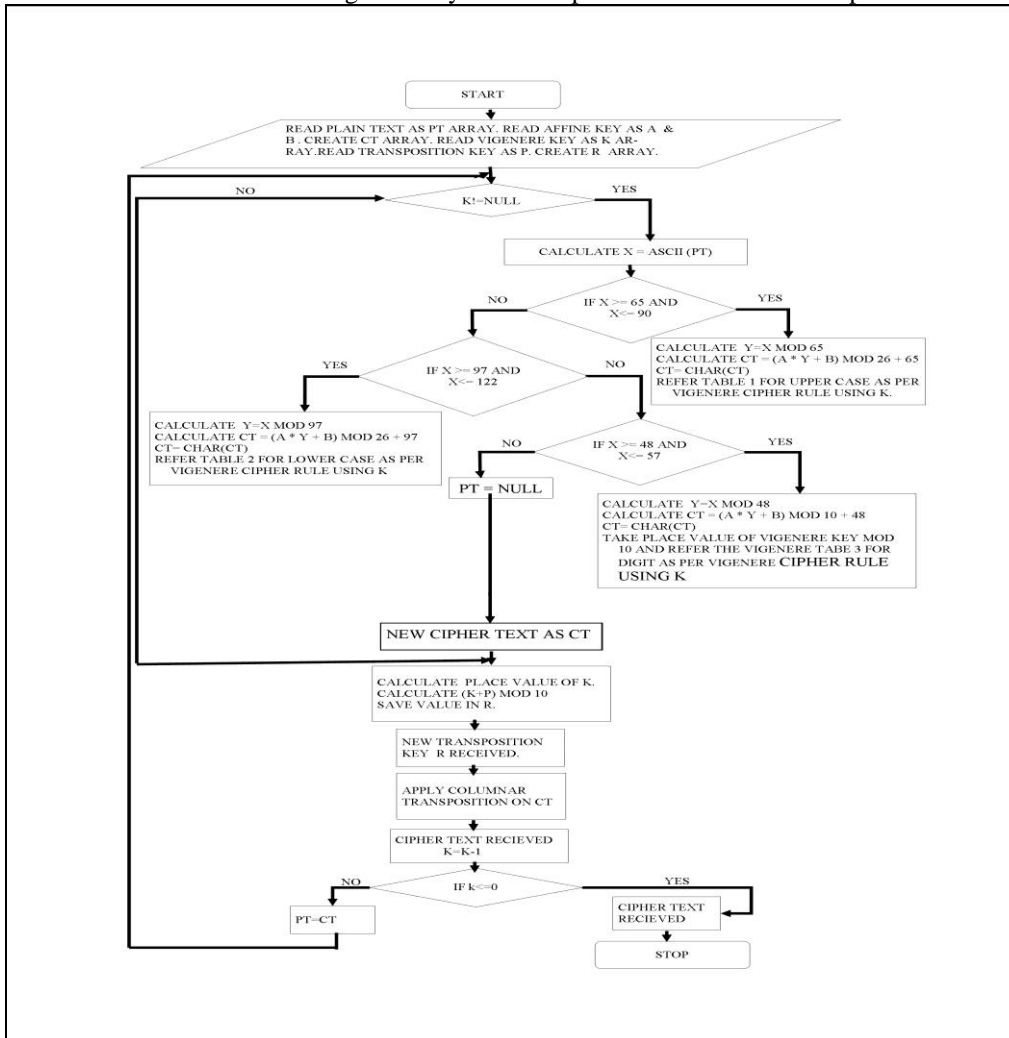 START
READ PLAIN TEXT AS PT ARRAY. READ AFFINE KEY AS A &
B . CREATE CT ARRAY. READ VIGENERE KEY AS K AR-
RAY.READ TRANSPOSITION KEY AS P. CREATE R ARRAY.
NO
K!=NULL
YES
CALCULATE X = ASCII (PT)
NO
IF X >= 65 AND
X<= 90
YES
CALCULATE Y=X MOD 65
CALCULATE CT = (A * Y + B) MOD 26 + 65
CT= CHAR(CT)
REFER TABLE 1 FOR UPPER CASE AS PER
VIGENERE CIPHER RULE USING K.
YES
IF X >= 97 AND
X<= 122
NO
CALCULATE Y=X MOD 97
CALCULATE CT = (A * Y + B) MOD 26 + 97
CT= CHAR(CT)
REFER TABLE 2 FOR LOWER CASE AS PER
VIGENERE CIPHER RULE USING K
NO
IF X >= 48 AND
X<= 57
YES
PT = NULL
CALCULATE Y=X MOD 48
CALCULATE CT = (A * Y + B) MOD 10 + 48
CT= CHAR(CT)
TAKE PLACE VALUE OF VIGENERE KEY MOD
10 AND REFER THE VIGENERE TABE 3 FOR
DIGIT AS PER VIGENERE CIPHER RULE
USING K
NEW CIPHER TEXT AS CT
CALCULATE PLACE VALUE OF K.
CALCULATE (K+P) MOD 10
SAVE VALUE IN R.
NEW TRANSPOSITION
KEY R RECEIVED.
APPLY COLUMNAR
TRANSPOSITION ON CT
CIPHER TEXT RECIEVED
K=K-1
NO
IF k<=0
YES
PT=CT
CIPHER TEXT
RECIEVED
STOP